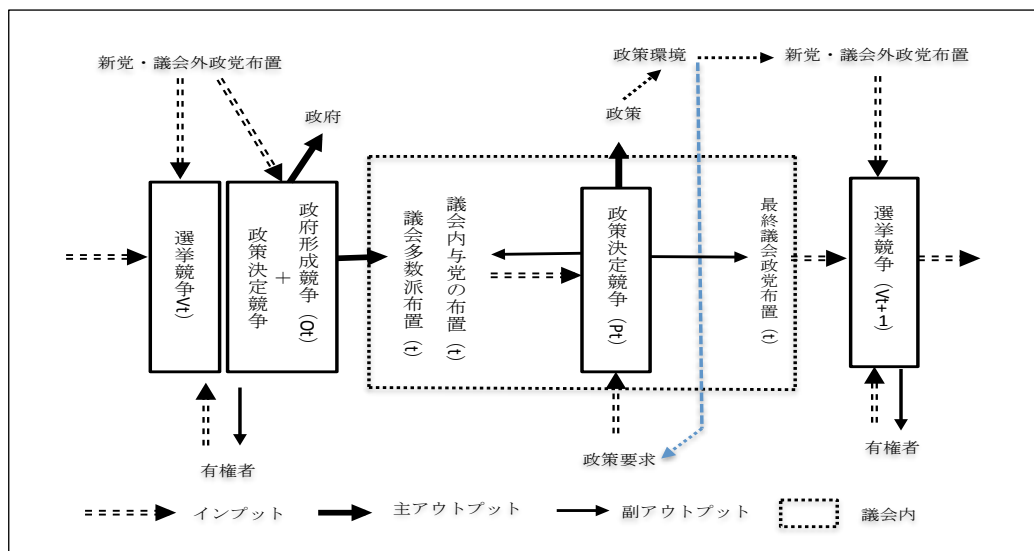 新党・議会外政党布置
政府
選挙競争Vt)
政府形成競争(Ot)
+
政策決定競争
議会内与党の布置(t)
議会多数派布置(t)
政策環境
政策
政策決定競争(Pt)
政策要求
最終議会政党布置(t)
新党・議会外政党布置
選挙競争(Vt+1)
有権者
有権者
インプット
主アウトプット
副アウトプット
議会内